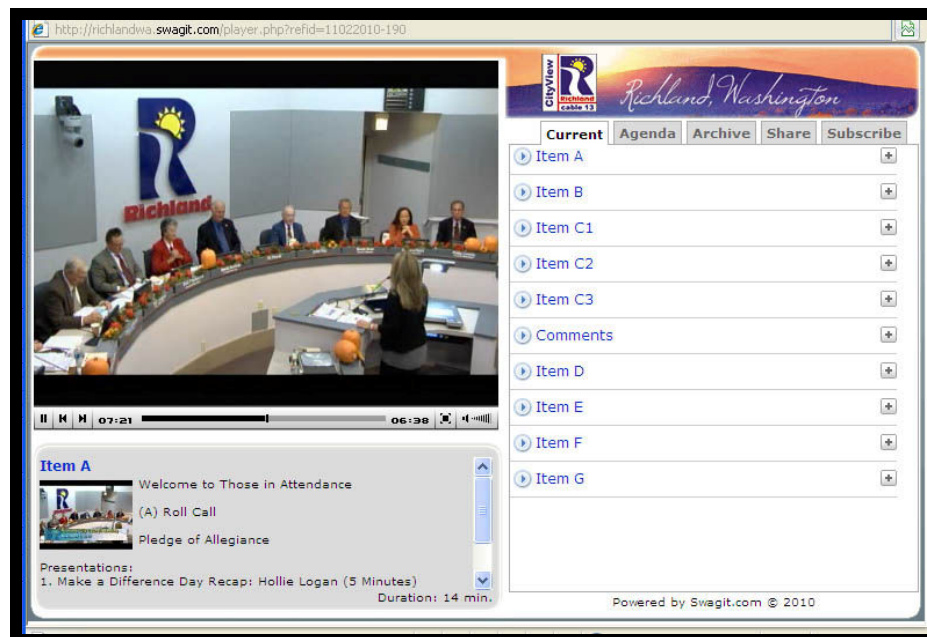 http://richlandwa.swagit.com/player.php?refid=11022010-190
Richland
07:21
06:38
Item A
Welcome to Those in Attendance
(A) Roll Call
Pledge of Allegiance
Presentations:
1. Make a Difference Day Recap: Hollie Logan (5 Minutes)
Duration: 14 min.
CityView
Richland
cable 13
Richland, Washington
Current
Agenda
Archive
Share
Subscribe
Item A
Item B
Item C1
Item C2
Item C3
Comments
Item D
Item E
Item F
Item G
Powered by Swagit.com © 2010